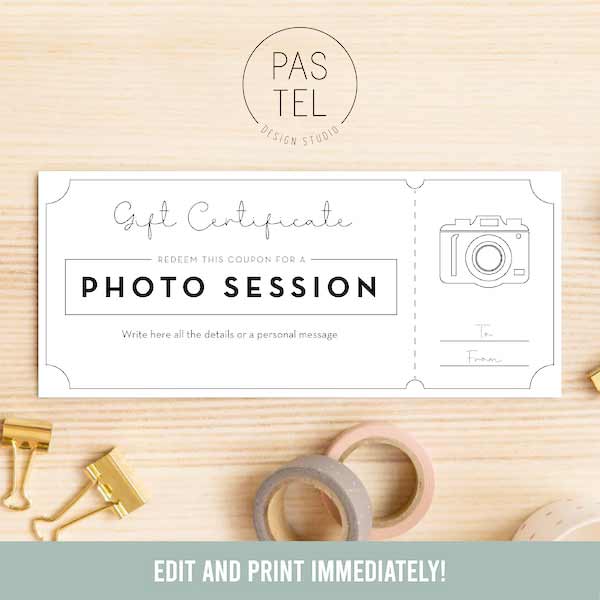 PAS
TEL
DESIGN STUDIO
Gift Certificate
REDEEM THIS COUPON FOR A
PHOTO SESSION
Write here all the details or a personal message
To
From
EDIT AND PRINT IMMEDIATELY!